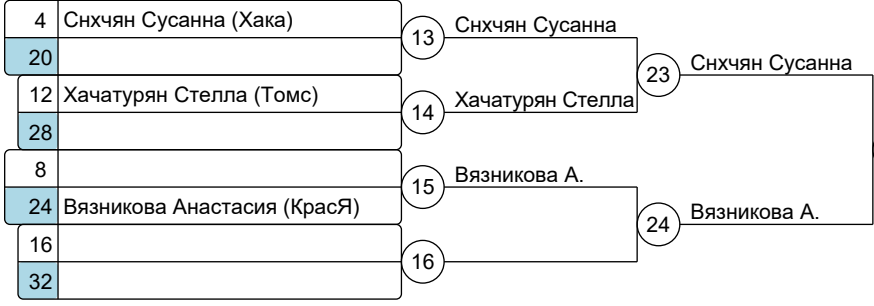 4 Снхчян Сусанна (Хака)
20
13 Снхчян Сусанна
12 Хачатурян Стелла (Томс)
28
14 Хачатурян Стелла
23 Снхчян Сусанна
8
24 Вязникова Анастасия (КрасЯ)
15 Вязникова А.
16
32
16
24 Вязникова А.